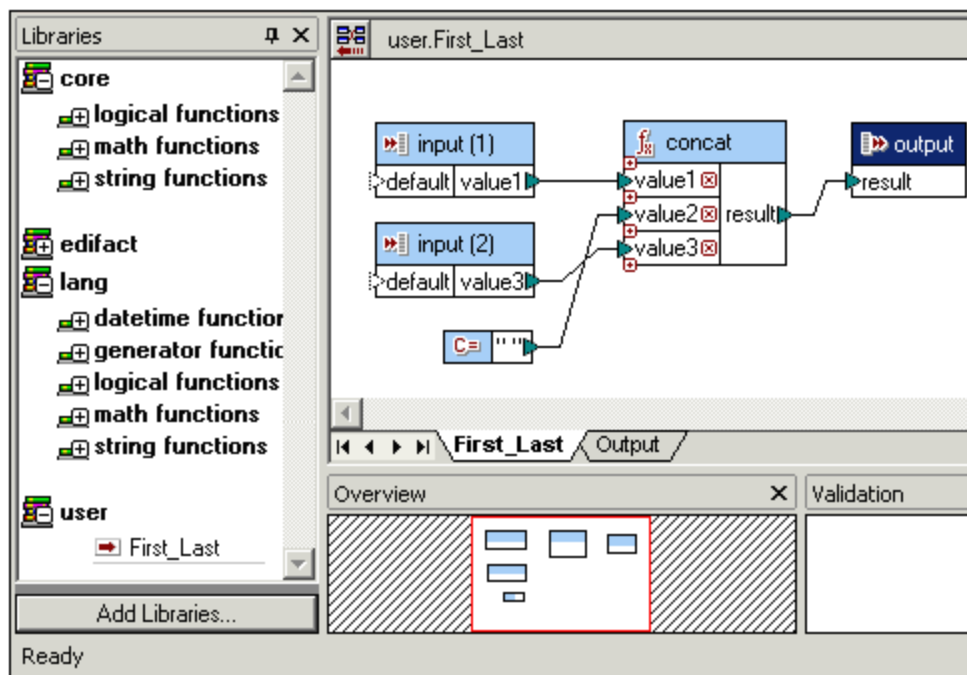 Libraries
core
logical functions
math functions
string functions
edifact
lang
datetime function
generator functic
logical functions
math functions
string functions
user
First_Last
Add Libraries...
Ready
user.First_Last
input (1)
default value1
input (2)
default value3
C= " "
fx concat
value1
value2 result
value3
output
result
First_Last Output
Overview
Validation